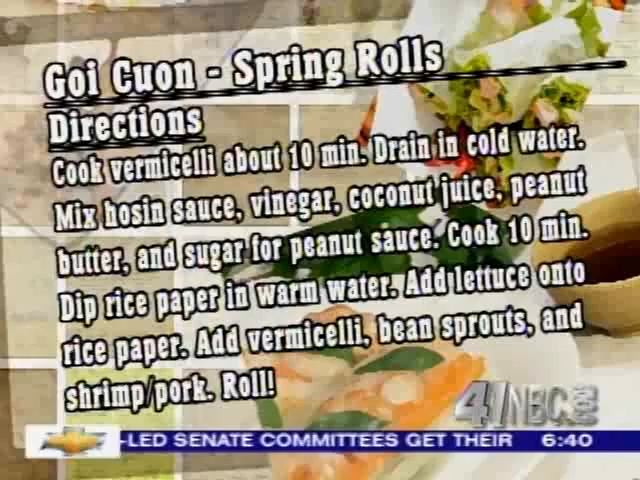 Goi Cuon - Spring Rolls
Directions
Cook vermicelli about 10 min. Drain in cold water.
Mix hosin sauce, vinegar, coconut juice, peanut
butter, and sugar for peanut sauce. Cook 10 min.
Dip rice paper in warm water. Add lettuce onto
rice paper. Add vermicelli, bean sprouts, and
shrimp/pork. Roll!
41NBC
-LED SENATE COMMITTEES GET THEIR 6:40